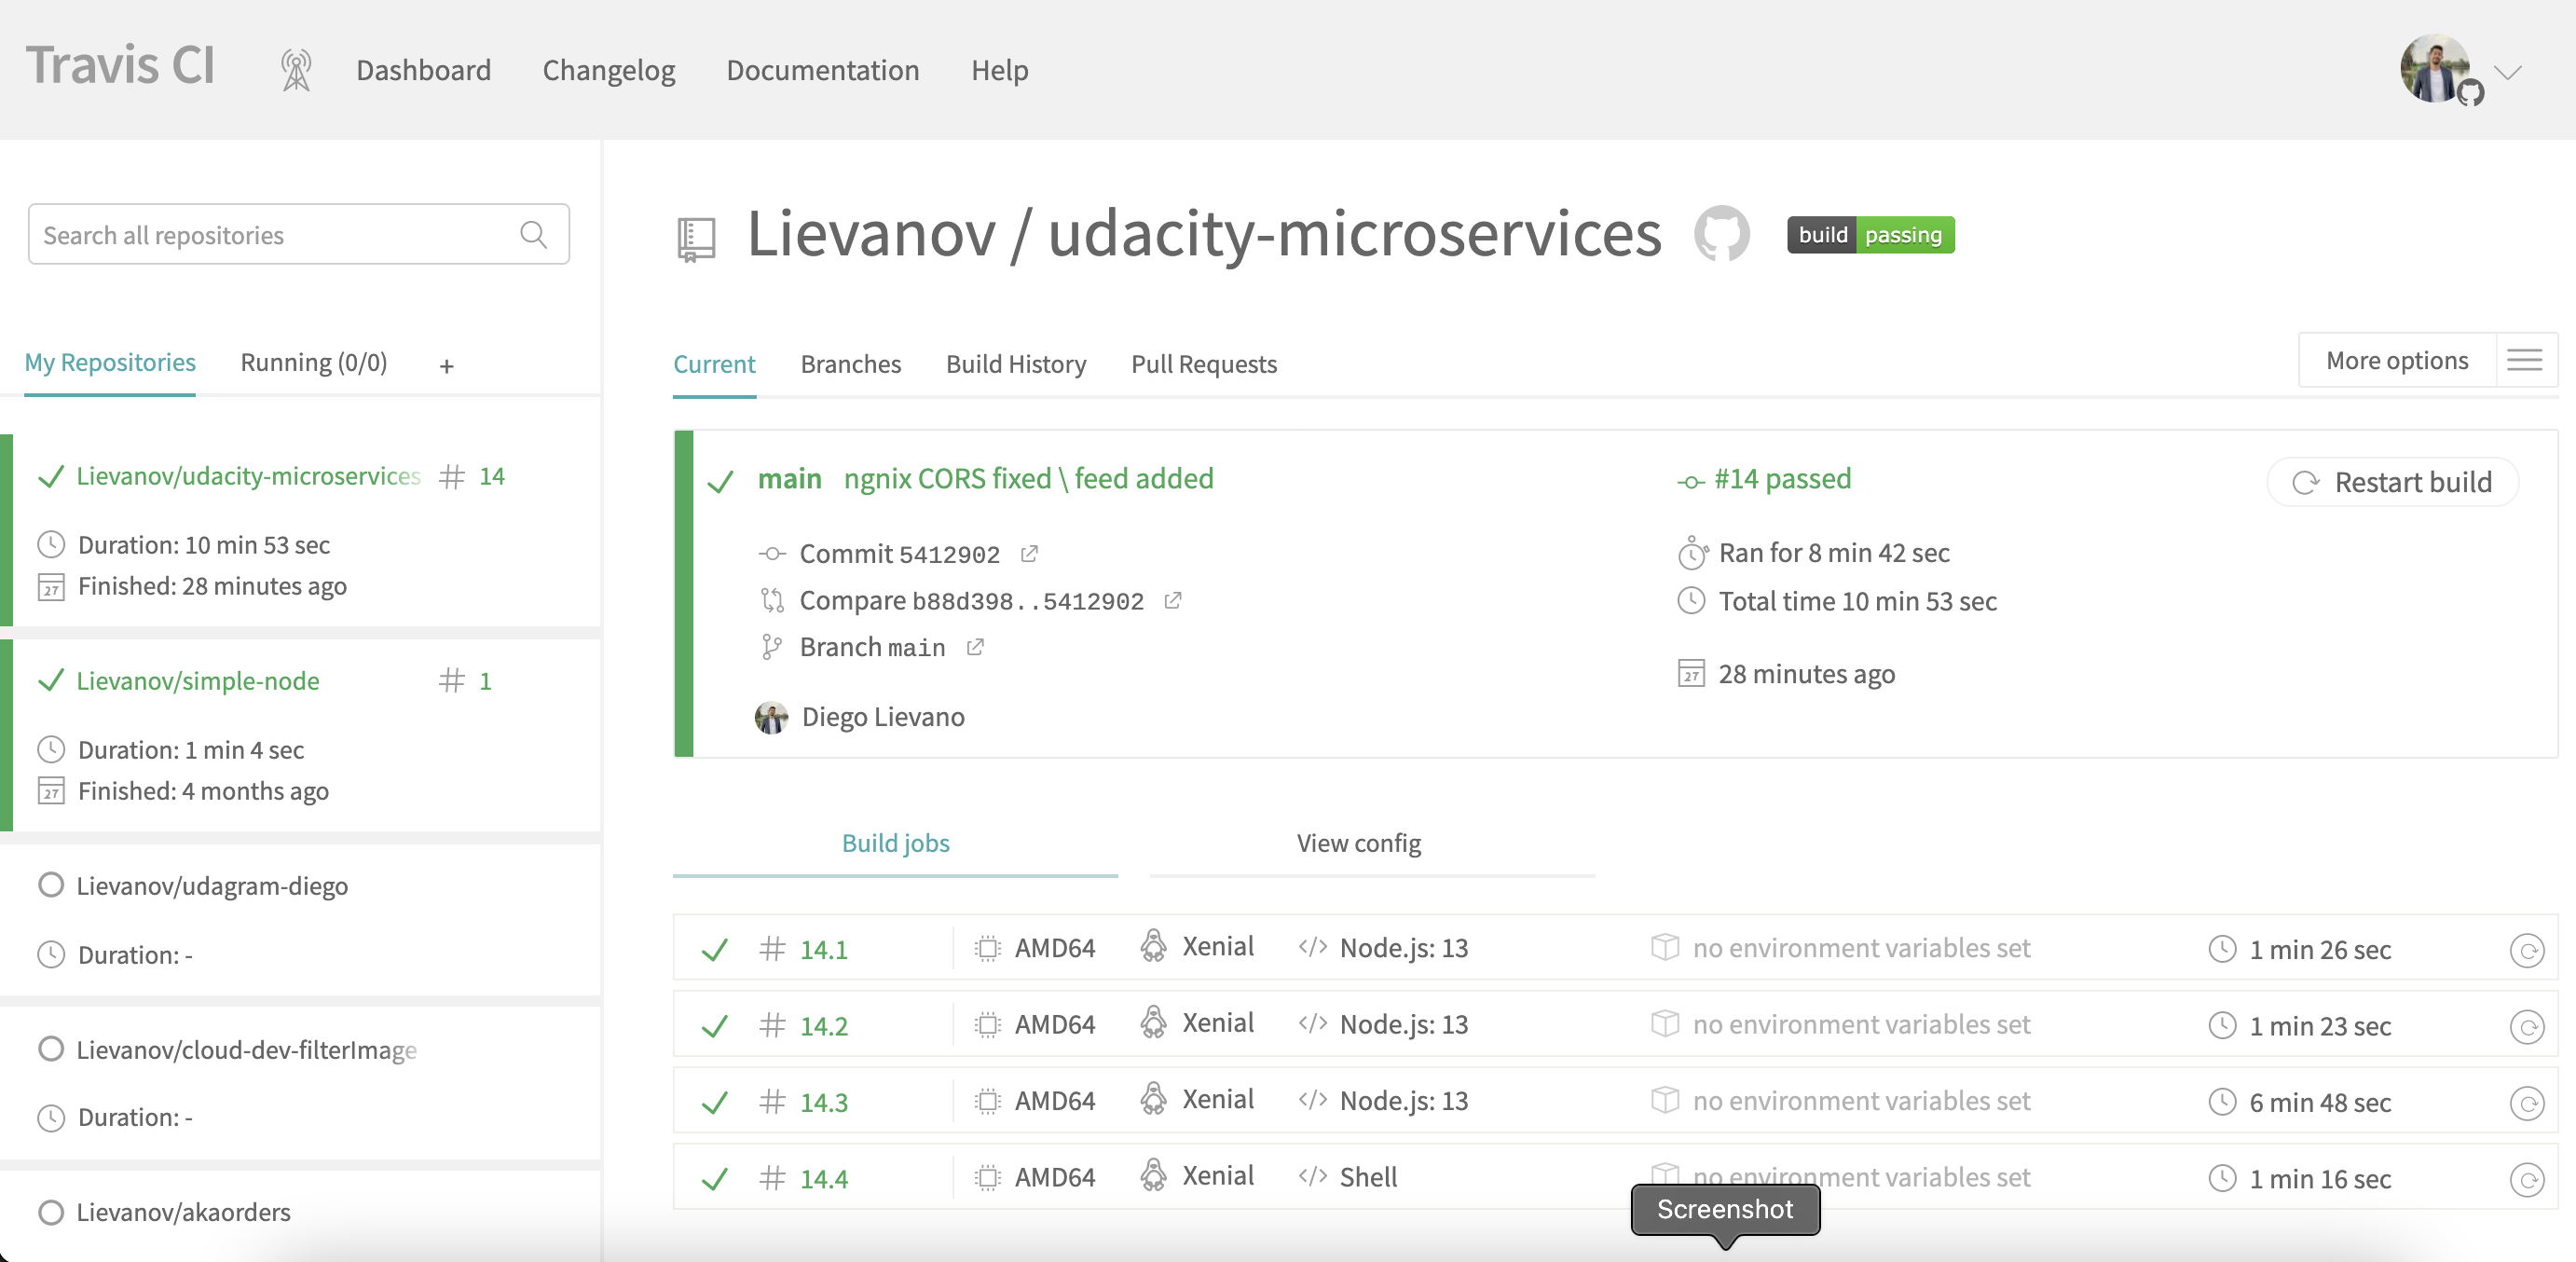 Travis CI
Dashboard
Changelog
Documentation
Help
Search all repositories
My Repositories
Running (0/0)
+
Lievanov/udacity-microservices # 14
Duration: 10 min 53 sec
27 Finished: 28 minutes ago
Lievanov/simple-node # 1
Duration: 1 min 4 sec
27 Finished: 4 months ago
Lievanov/udagram-diego
Duration: -
Lievanov/cloud-dev-filterImage
Duration: -
Lievanov/akaorders
Lievanov / udacity-microservices
build passing
Current
Branches
Build History
Pull Requests
More options
main ngnix CORS fixed \ feed added
Commit 5412902
Compare b88d398..5412902
Branch main
Diego Lievano
#14 passed
Ran for 8 min 42 sec
Total time 10 min 53 sec
27 28 minutes ago
Restart build
Build jobs
View config
# 14.1 AMD64 Xenial </> Node.js: 13 no environment variables set 1 min 26 sec
# 14.2 AMD64 Xenial </> Node.js: 13 no environment variables set 1 min 23 sec
# 14.3 AMD64 Xenial </> Node.js: 13 no environment variables set 6 min 48 sec
# 14.4 AMD64 Xenial </> Shell no environment variables set 1 min 16 sec
Screenshot